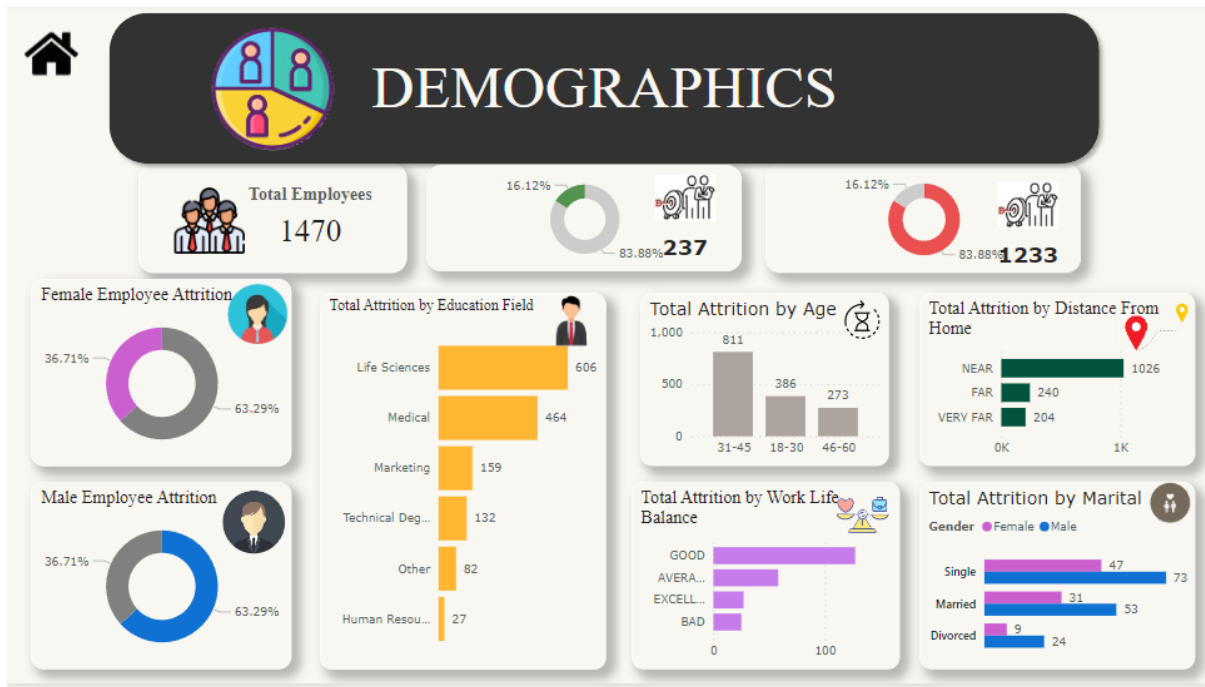 DEMOGRAPHICS
Total Employees
1470
16.12%
83.88%
237
16.12%
83.88%
1233
Female Employee Attrition
36.71%
63.29%
Male Employee Attrition
36.71%
63.29%
Total Attrition by Education Field
Life Sciences 606
Medical 464
Marketing 159
Technical Deg... 132
Other 82
Human Resou... 27
Total Attrition by Age
1,000
500
0
811
386
273
31-45 18-30 46-60
Total Attrition by Distance From
Home
NEAR 1026
FAR 240
VERY FAR 204
0K 1K
Total Attrition by Work Life
Balance
GOOD
AVERA...
EXCELL...
BAD
0 100
Total Attrition by Marital
Gender Female Male
Single 47
73
Married 31
53
Divorced 9
24